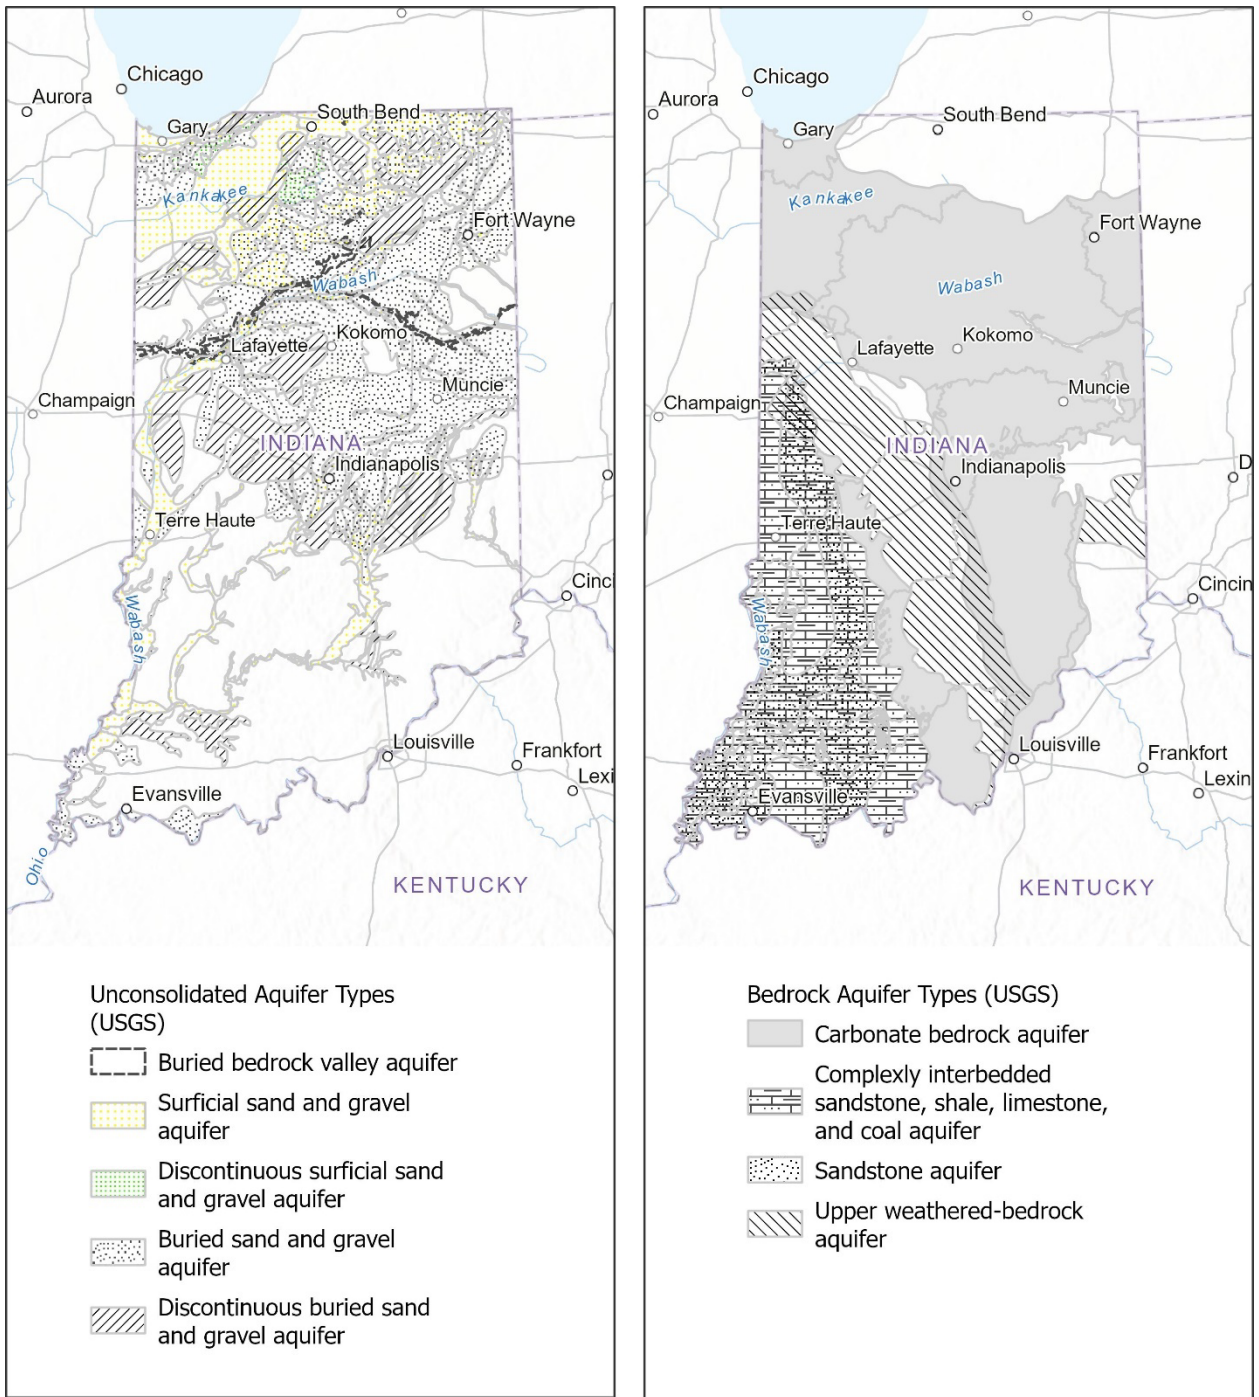 Chicago
Aurora
South Bend
Gary
Kankakee
Fort Wayne
Wabash
Kokomo
Lafayette
Muncie
Champaign
INDIANA
Indianapolis
Terre Haute
Cinci
Wabash
Louisville
Frankfort
Lexi
Evansville
Ohio
KENTUCKY
Unconsolidated Aquifer Types
(USGS)
Buried bedrock valley aquifer
Surficial sand and gravel
aquifer
Discontinuous surficial sand
and gravel aquifer
Buried sand and gravel
aquifer
Discontinuous buried sand
and gravel aquifer
Chicago
Aurora
South Bend
Gary
Kankakee
Fort Wayne
Wabash
Kokomo
Lafayette
Muncie
Champaign
INDIANA
Indianapolis
D
Terre Haute
Cincin
Wabash
Louisville
Frankfort
Lexin
Evansville
KENTUCKY
Bedrock Aquifer Types (USGS)
Carbonate bedrock aquifer
Complexly interbedded
sandstone, shale, limestone,
and coal aquifer
Sandstone aquifer
Upper weathered-bedrock
aquifer